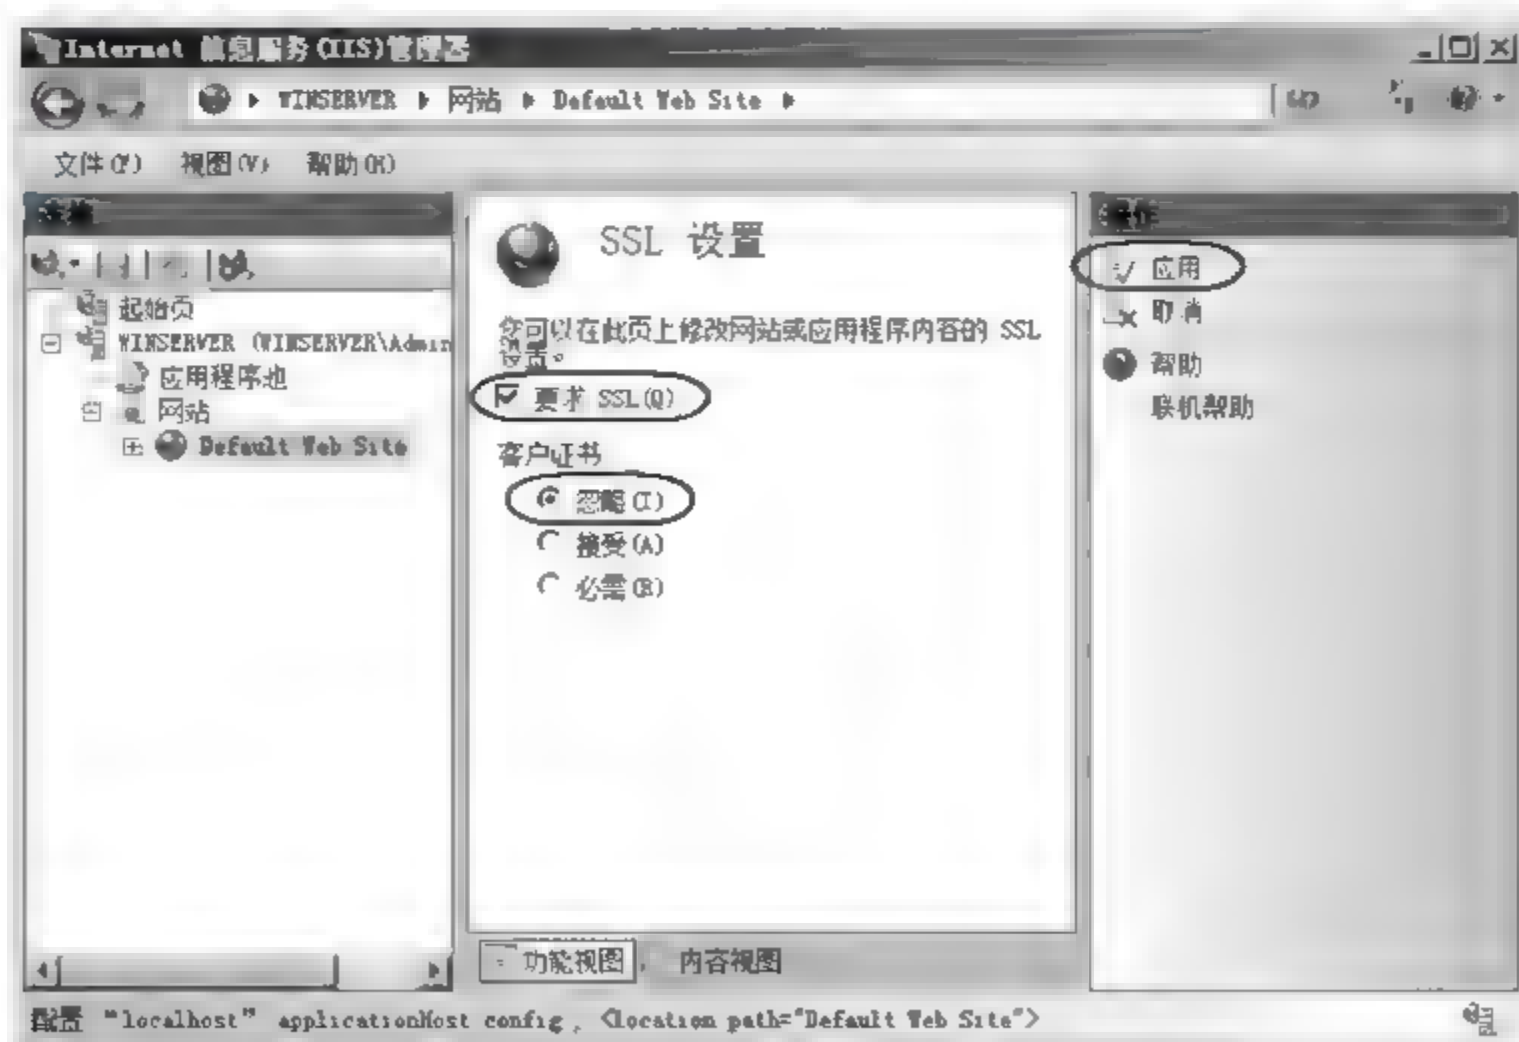 Internet 信息服务(IIS)管理器
WINSERVER 网站 Default Web Site
文件(F) 视图(V) 帮助(H)
起始页
WINSERVER (WINSERVER\Admin
应用程序池
网站
Default Web Site
SSL 设置
您可以在此页上修改网站或应用程序内容的 SSL
设置。
要求 SSL(Q)
客户证书
忽略(I)
接受(A)
必需(R)
功能视图 内容视图
应用
取消
帮助
联机帮助
配置 "localhost" applicationHost config , <location path="Default Web Site">